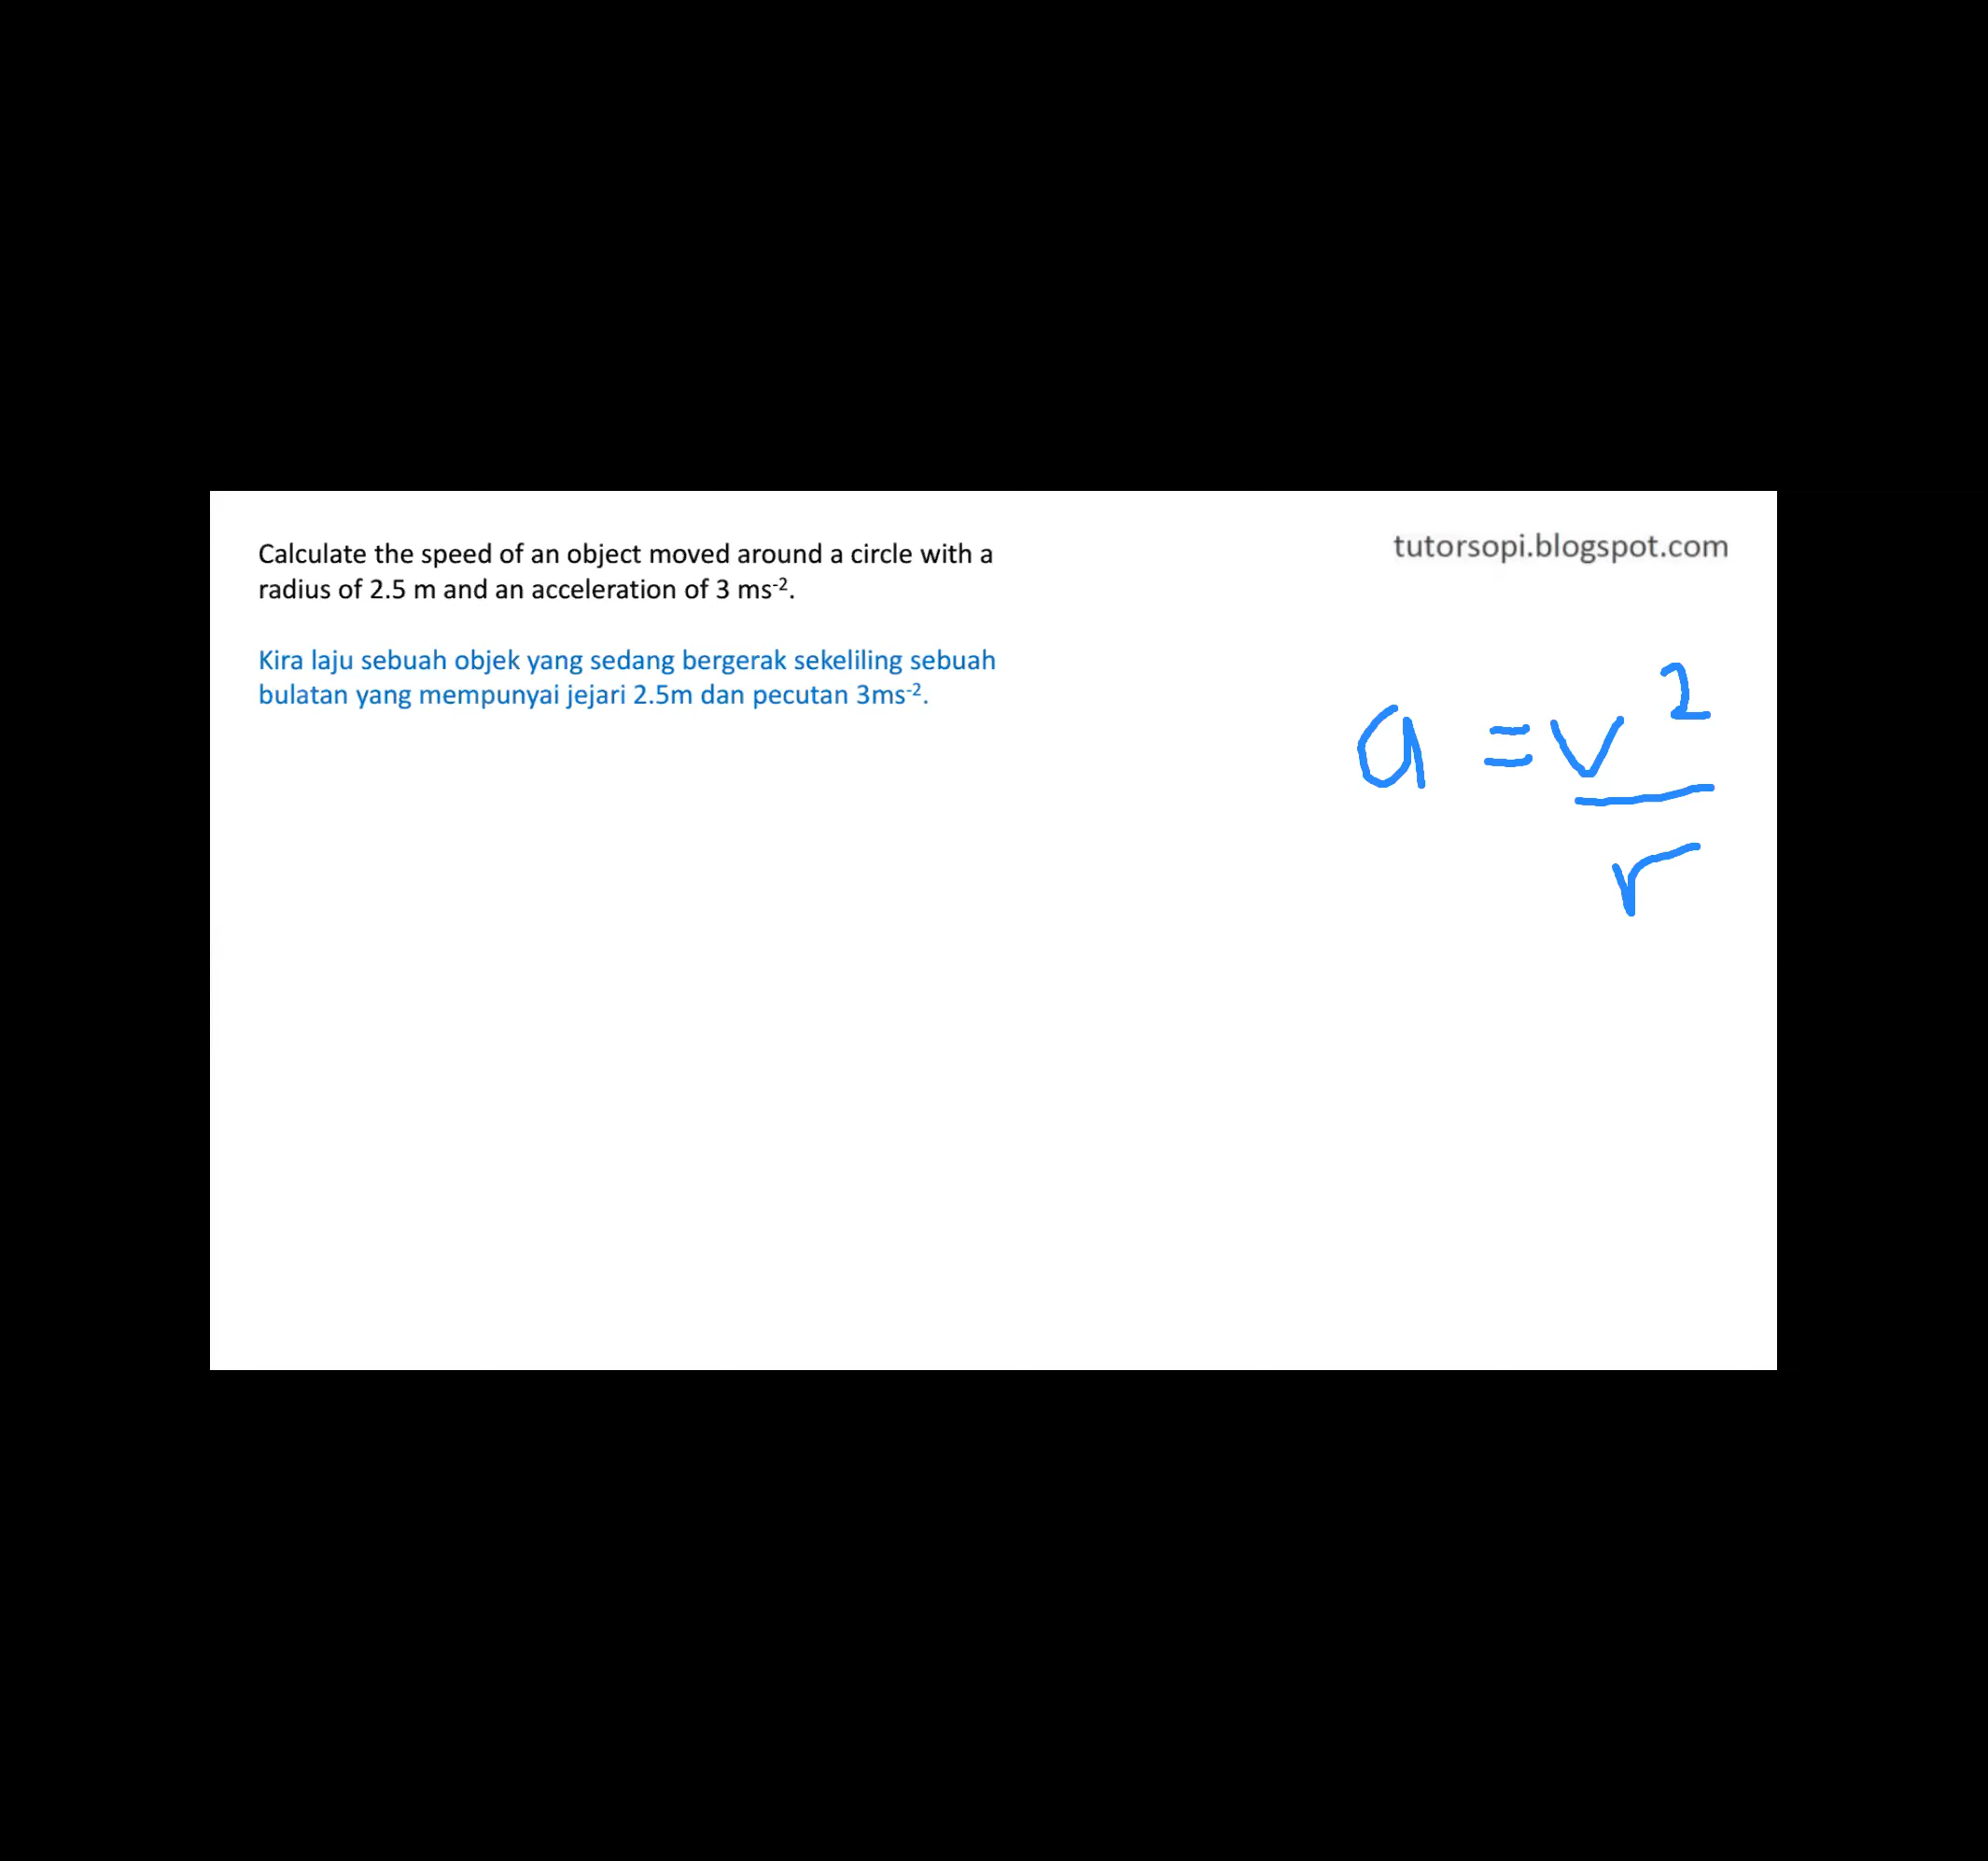 Calculate the speed of an object moved around a circle with a
radius of 2.5 m and an acceleration of 3 ms⁻².
Kira laju sebuah objek yang sedang bergerak sekeliling sebuah
bulatan yang mempunyai jejari 2.5m dan pecutan 3ms⁻².
tutorsopi.blogspot.com
a = v²
r